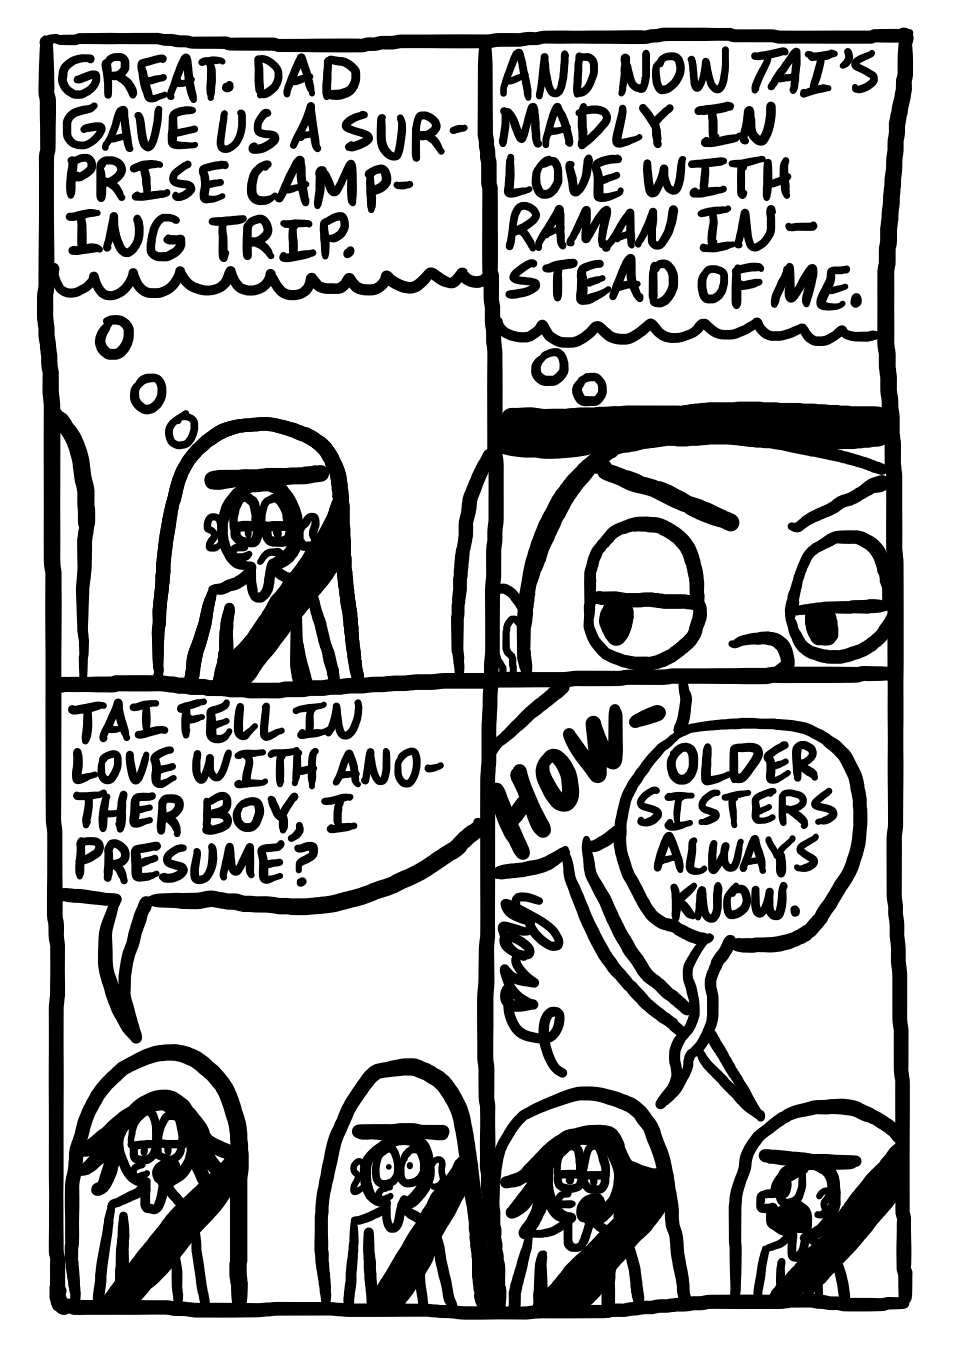 GREAT. DAD
GAVE US A SUR-
PRISE CAMP-
ING TRIP.
AND NOW TAI'S
MADLY IN
LOVE WITH
RAMAN IN-
STEAD OF ME.
TAI FELL IN
LOVE WITH ANO-
THER BOY, I
PRESUME?
HOW-
OLDER
SISTERS
ALWAYS
KNOW.